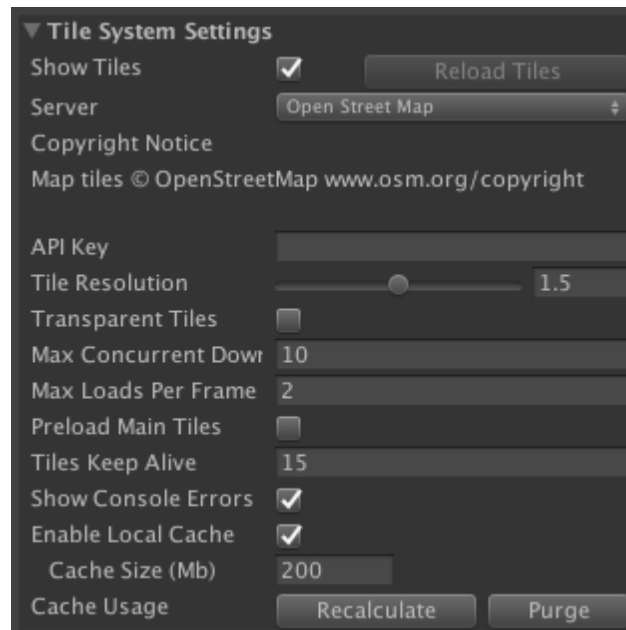 Tile System Settings
Show Tiles Reload Tiles
Server Open Street Map
Copyright Notice
Map tiles © OpenStreetMap www.osm.org/copyright
API Key
Tile Resolution 1.5
Transparent Tiles
Max Concurrent Dowr 10
Max Loads Per Frame 2
Preload Main Tiles
Tiles Keep Alive 15
Show Console Errors
Enable Local Cache
Cache Size (Mb) 200
Cache Usage Recalculate Purge